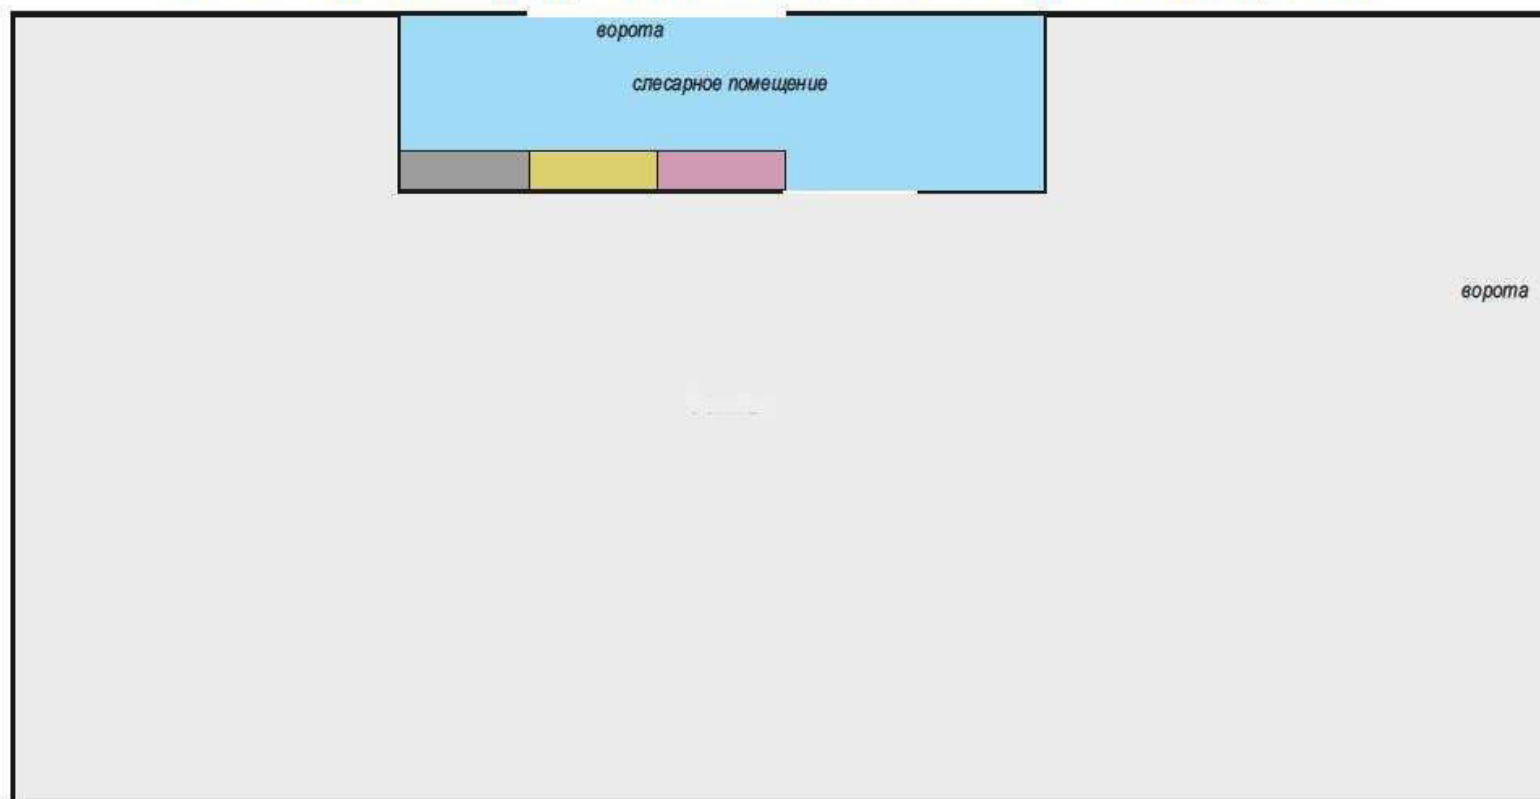 ворота
слесарное помещение
ворота